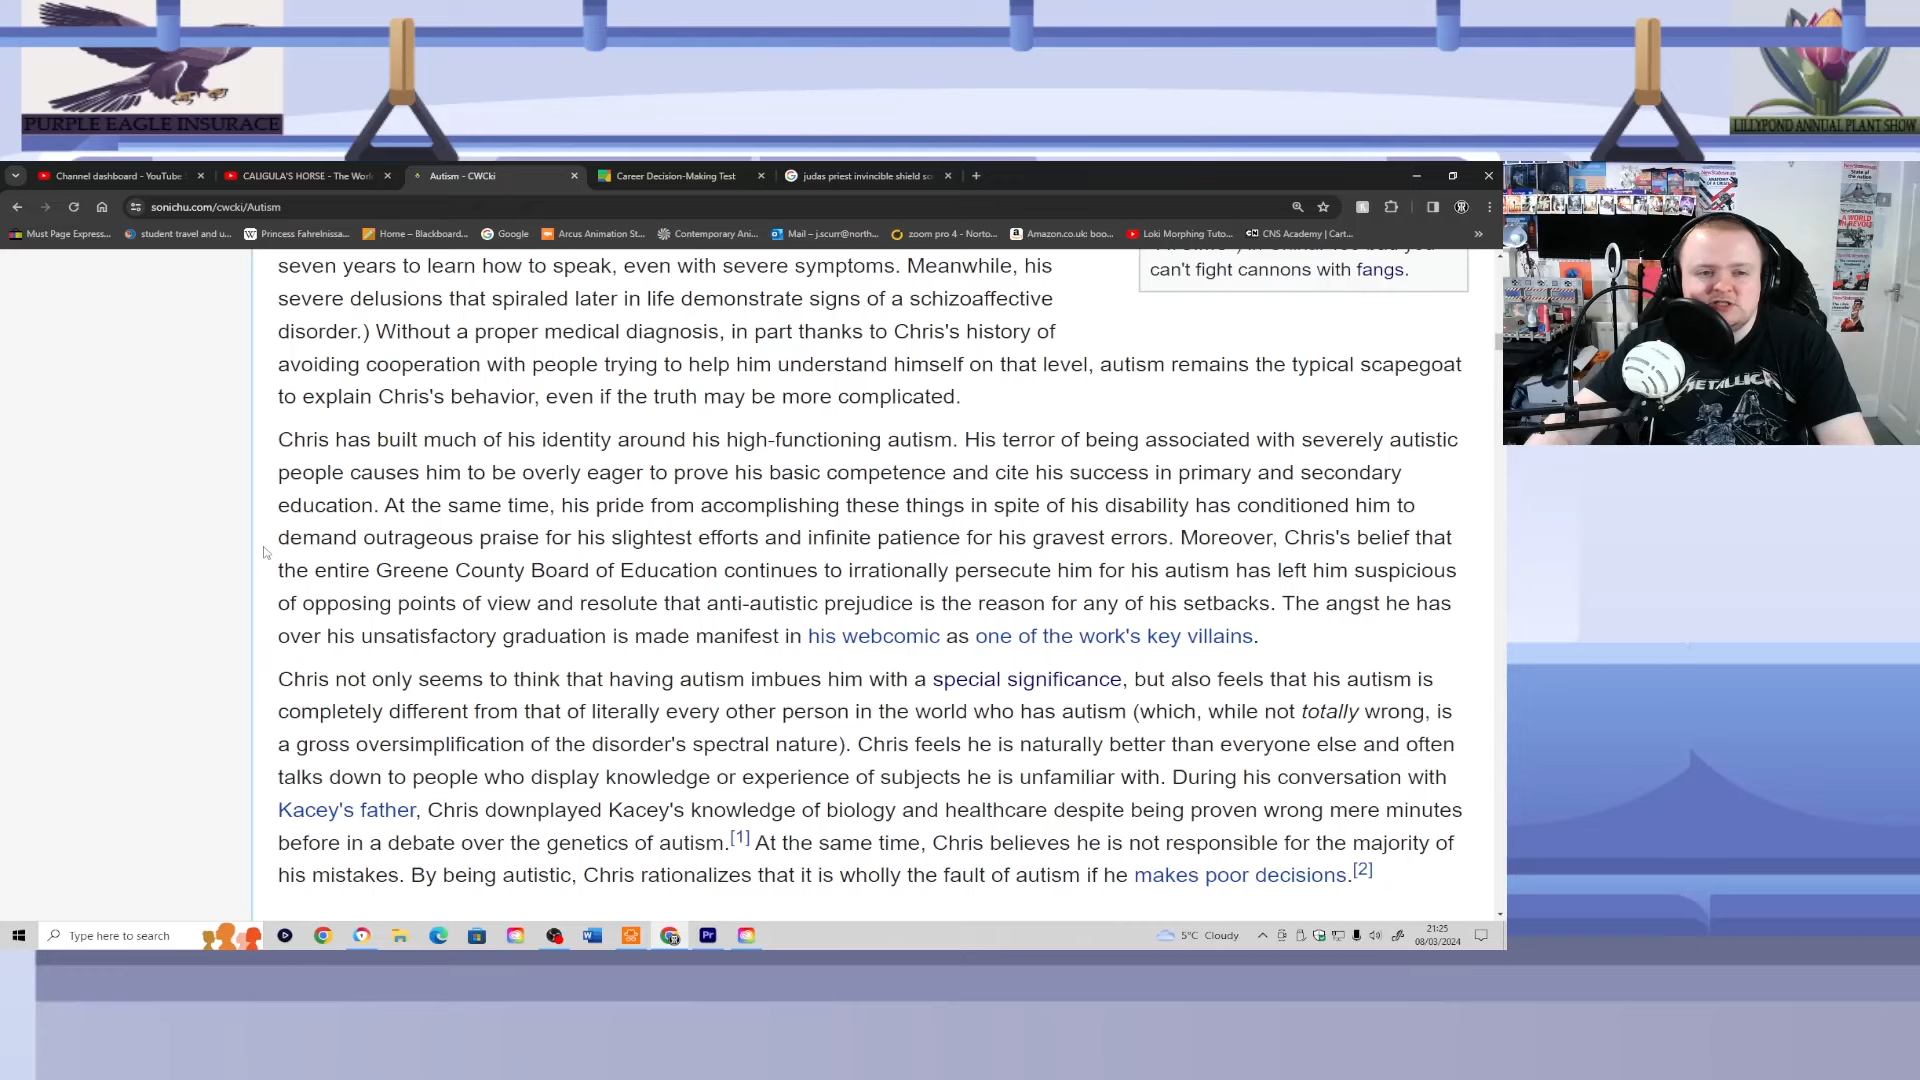 PURPLE EAGLE INSURACE
LILLYPOND ANNUAL PLANT SHOW
Channel dashboard - YouTube
CALIGULA'S HORSE - The Worl
Autism - CWCki
Career Decision-Making Test
judas priest invincible shield so
sonichu.com/cwcki/Autism
Must Page Express...
student travel and u...
Princess Fahrelnissa...
Home – Blackboard...
Google
Arcus Animation St...
Contemporary Ani...
Mail – j.scurr@north...
zoom pro 4 - Norto...
Amazon.co.uk: boo...
Loki Morphing Tuto...
CNS Academy | Cart...
seven years to learn how to speak, even with severe symptoms. Meanwhile, his
severe delusions that spiraled later in life demonstrate signs of a schizoaffective
disorder.) Without a proper medical diagnosis, in part thanks to Chris's history of
avoiding cooperation with people trying to help him understand himself on that level, autism remains the typical scapegoat
to explain Chris's behavior, even if the truth may be more complicated.
can't fight cannons with fangs.
Chris has built much of his identity around his high-functioning autism. His terror of being associated with severely autistic
people causes him to be overly eager to prove his basic competence and cite his success in primary and secondary
education. At the same time, his pride from accomplishing these things in spite of his disability has conditioned him to
demand outrageous praise for his slightest efforts and infinite patience for his gravest errors. Moreover, Chris's belief that
the entire Greene County Board of Education continues to irrationally persecute him for his autism has left him suspicious
of opposing points of view and resolute that anti-autistic prejudice is the reason for any of his setbacks. The angst he has
over his unsatisfactory graduation is made manifest in his webcomic as one of the work's key villains.
Chris not only seems to think that having autism imbues him with a special significance, but also feels that his autism is
completely different from that of literally every other person in the world who has autism (which, while not totally wrong, is
a gross oversimplification of the disorder's spectral nature). Chris feels he is naturally better than everyone else and often
talks down to people who display knowledge or experience of subjects he is unfamiliar with. During his conversation with
Kacey's father, Chris downplayed Kacey's knowledge of biology and healthcare despite being proven wrong mere minutes
before in a debate over the genetics of autism.[1] At the same time, Chris believes he is not responsible for the majority of
his mistakes. By being autistic, Chris rationalizes that it is wholly the fault of autism if he makes poor decisions.[2]
METALLICA
Type here to search
5°C Cloudy
21:25
08/03/2024